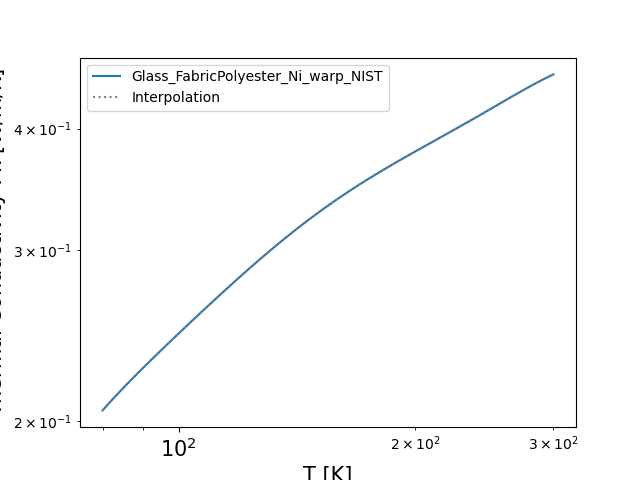 Glass_FabricPolyester_Ni_warp_NIST
Interpolation
4 × 10⁻¹
3 × 10⁻¹
2 × 10⁻¹
10²
2 × 10²
3 × 10²
T [K]